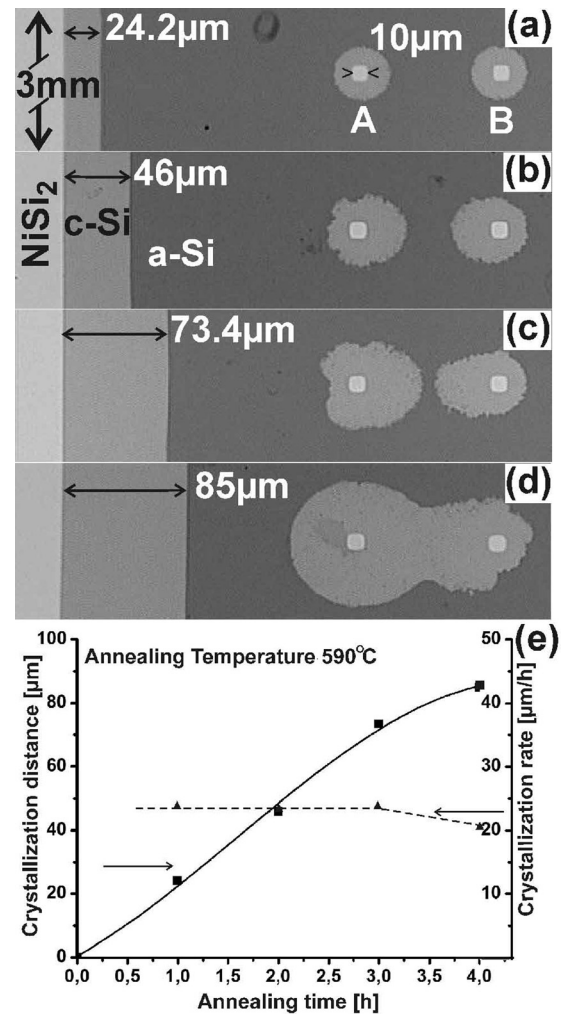 24.2µm
(a)
10µm
3mm
> <
A
B
46µm
(b)
NiSi2
c-Si
a-Si
73.4µm
(c)
85µm
(d)
(e)
Annealing Temperature 590°C
Crystallization distance [µm]
Crystallization rate [µm/h]
100
80
60
40
20
0
50
40
30
20
10
0
0,0 0,5 1,0 1,5 2,0 2,5 3,0 3,5 4,0
Annealing time [h]